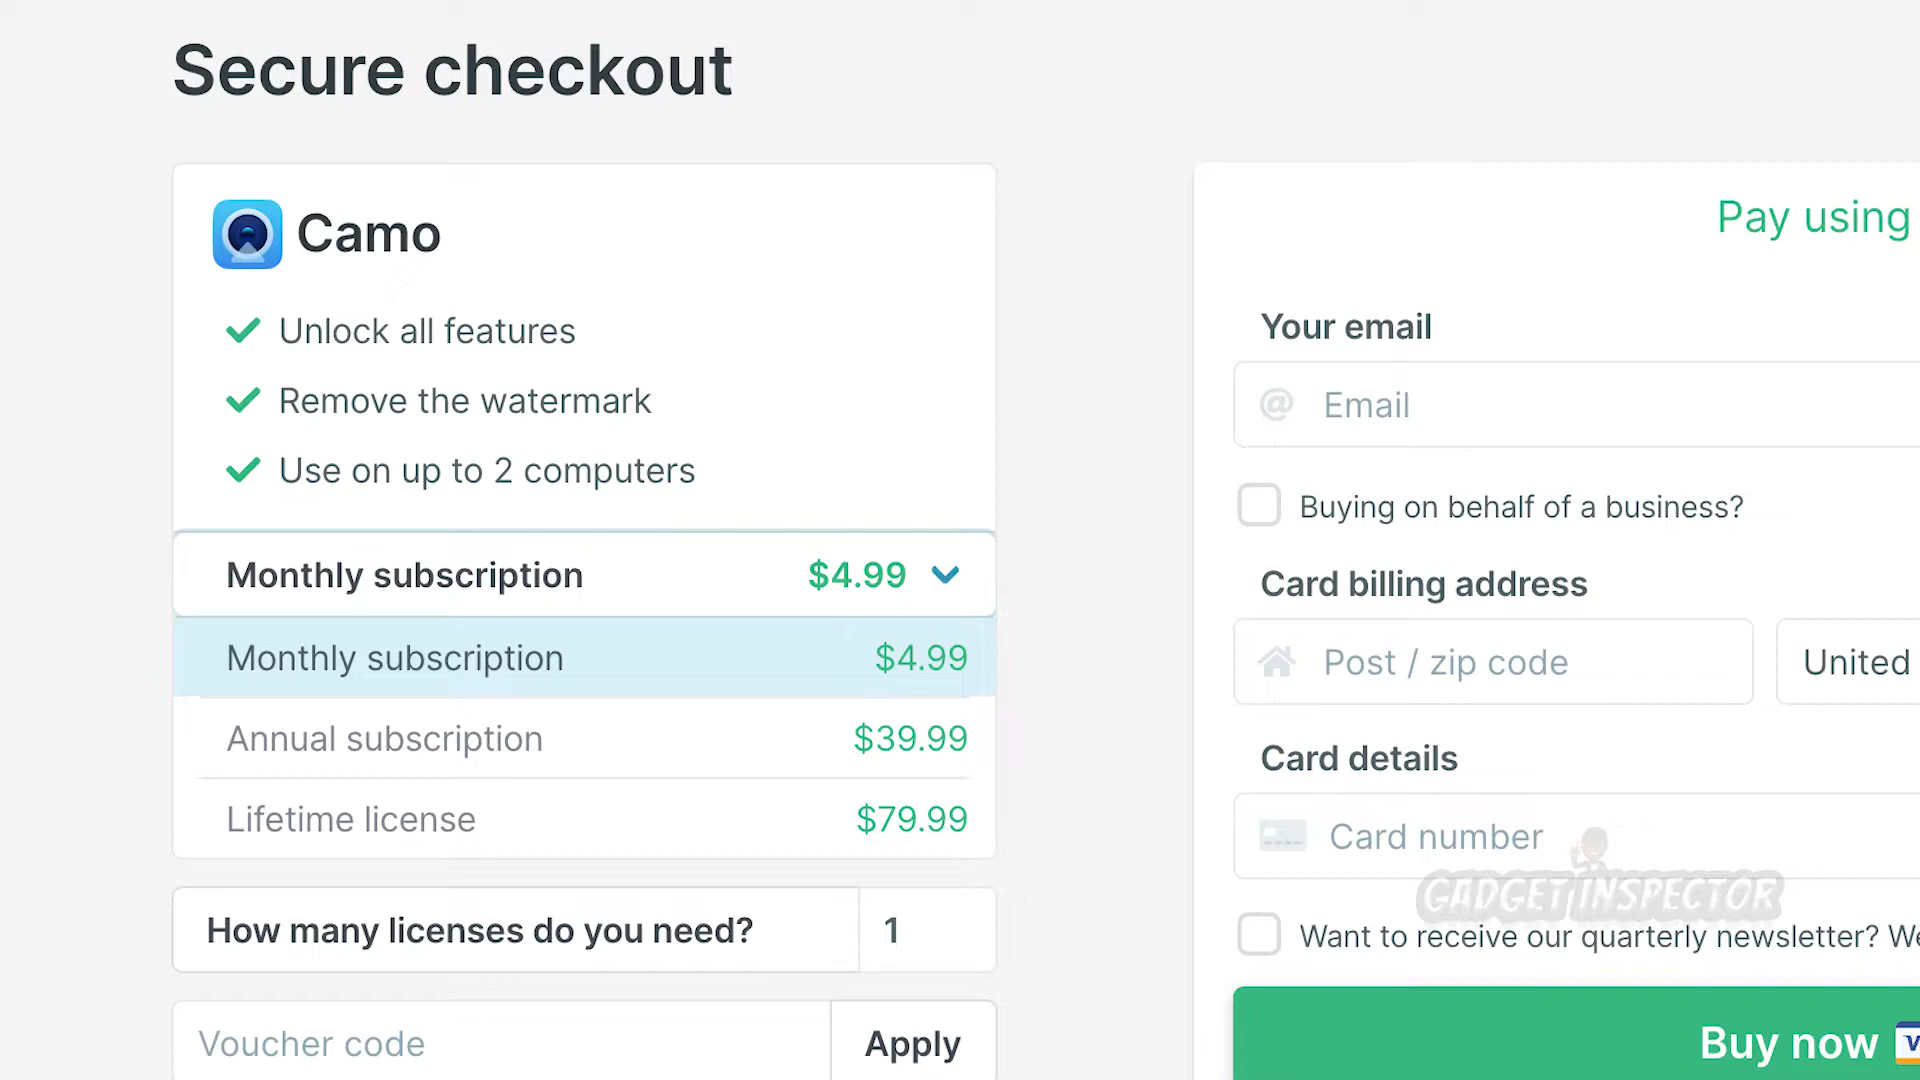 Secure checkout
Camo
Unlock all features
Remove the watermark
Use on up to 2 computers
Monthly subscription $4.99
Monthly subscription $4.99
Annual subscription $39.99
Lifetime license $79.99
How many licenses do you need? 1
Voucher code Apply
Pay using
Your email
@ Email
Buying on behalf of a business?
Card billing address
Post / zip code United
Card details
Card number
GADGET INSPECTOR
Want to receive our quarterly newsletter? We
Buy now